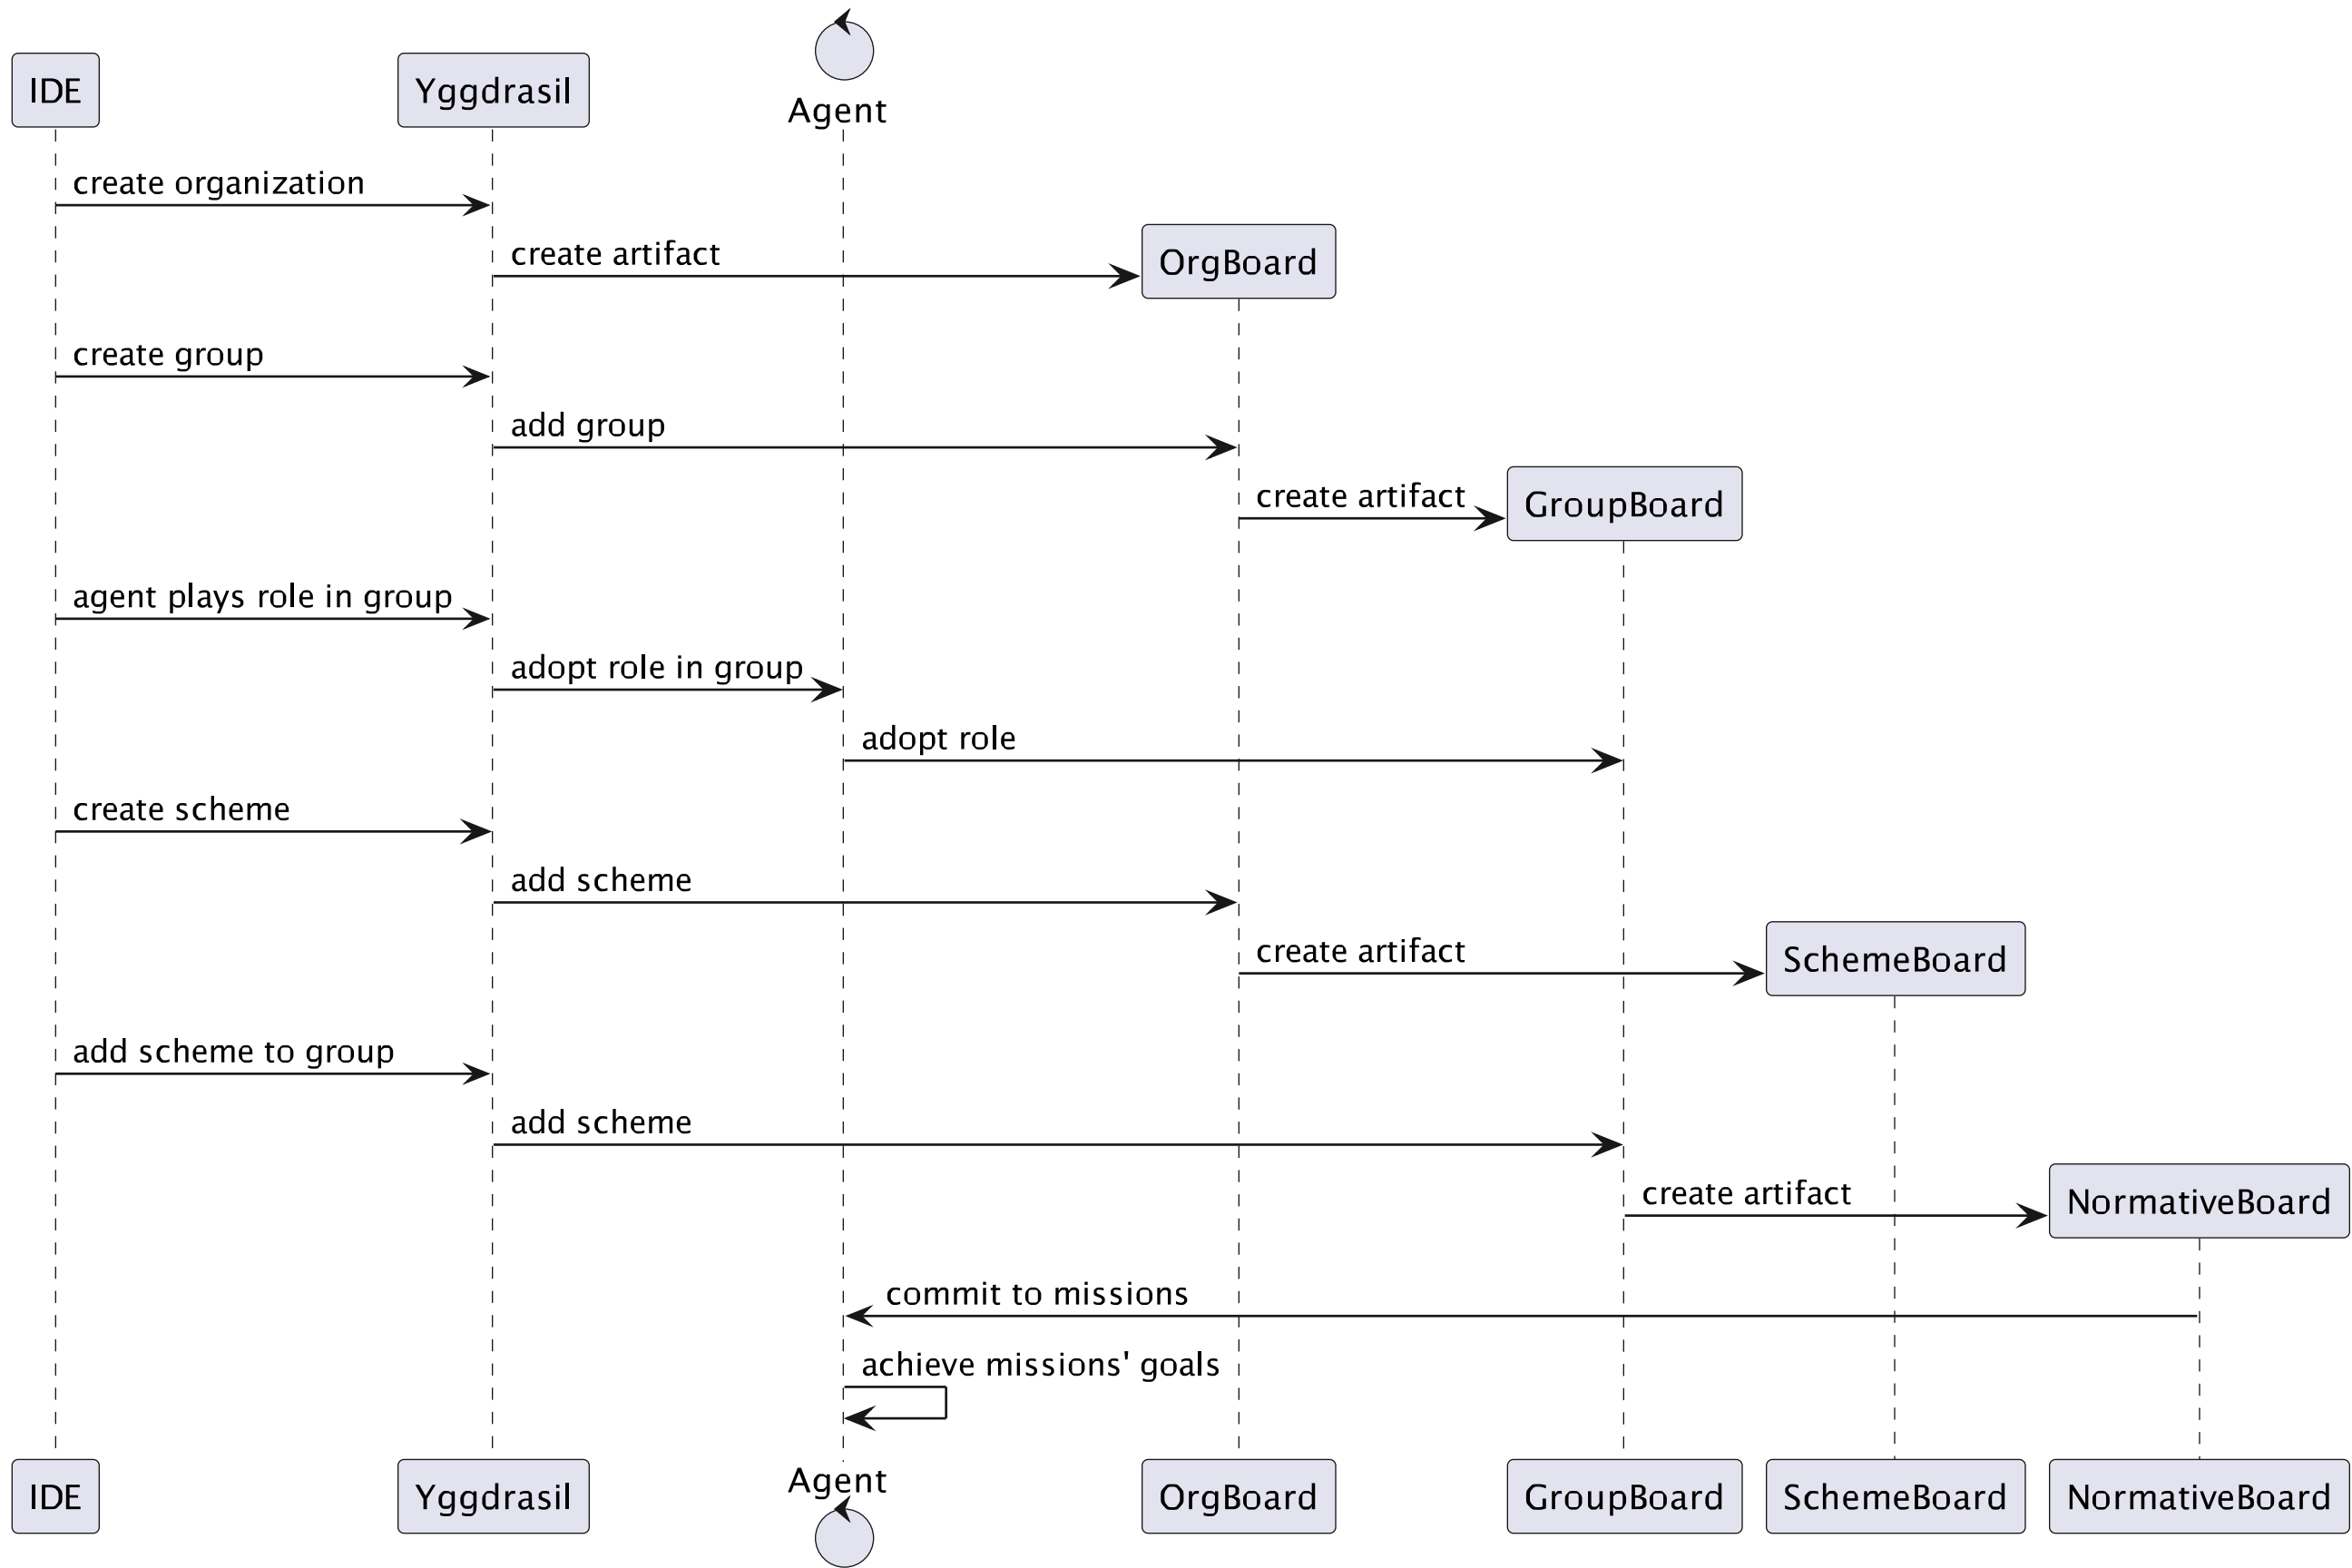 IDE
Yggdrasil
Agent
create organization
create artifact
OrgBoard
create group
add group
create artifact
GroupBoard
agent plays role in group
adopt role in group
adopt role
create scheme
add scheme
create artifact
SchemeBoard
add scheme to group
add scheme
create artifact
NormativeBoard
commit to missions
achieve missions' goals
IDE
Yggdrasil
Agent
OrgBoard
GroupBoard
SchemeBoard
NormativeBoard